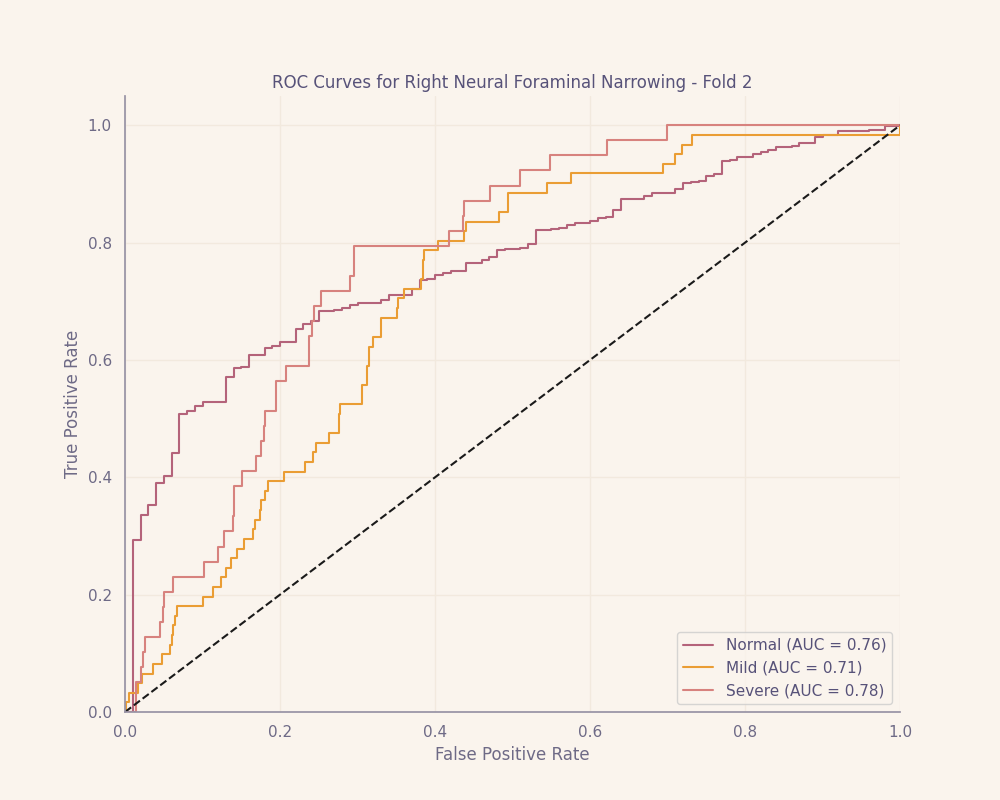 ROC Curves for Right Neural Foraminal Narrowing - Fold 2
True Positive Rate
1.0
0.8
0.6
0.4
0.2
0.0
0.0 0.2 0.4 0.6 0.8 1.0
False Positive Rate
Normal (AUC = 0.76)
Mild (AUC = 0.71)
Severe (AUC = 0.78)